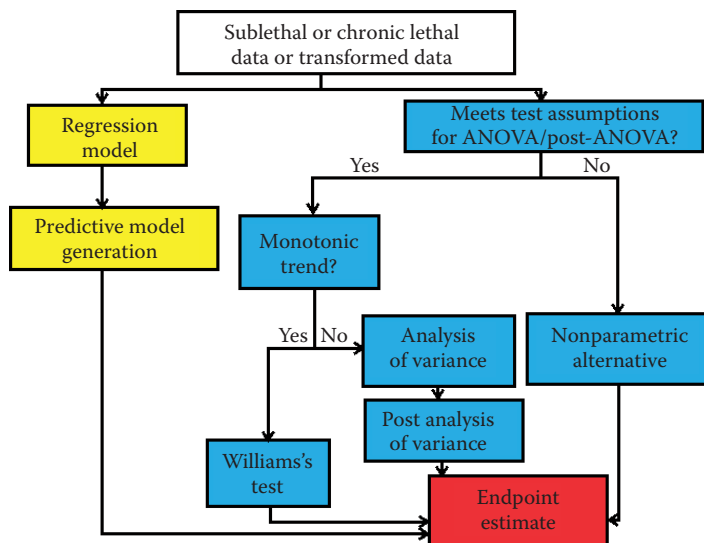 Sublethal or chronic lethal
data or transformed data
Regression
model
Meets test assumptions
for ANOVA/post-ANOVA?
Yes
No
Predictive model
generation
Monotonic
trend?
Yes
No
Analysis
of variance
Nonparametric
alternative
Post analysis
of variance
Williams's
test
Endpoint
estimate